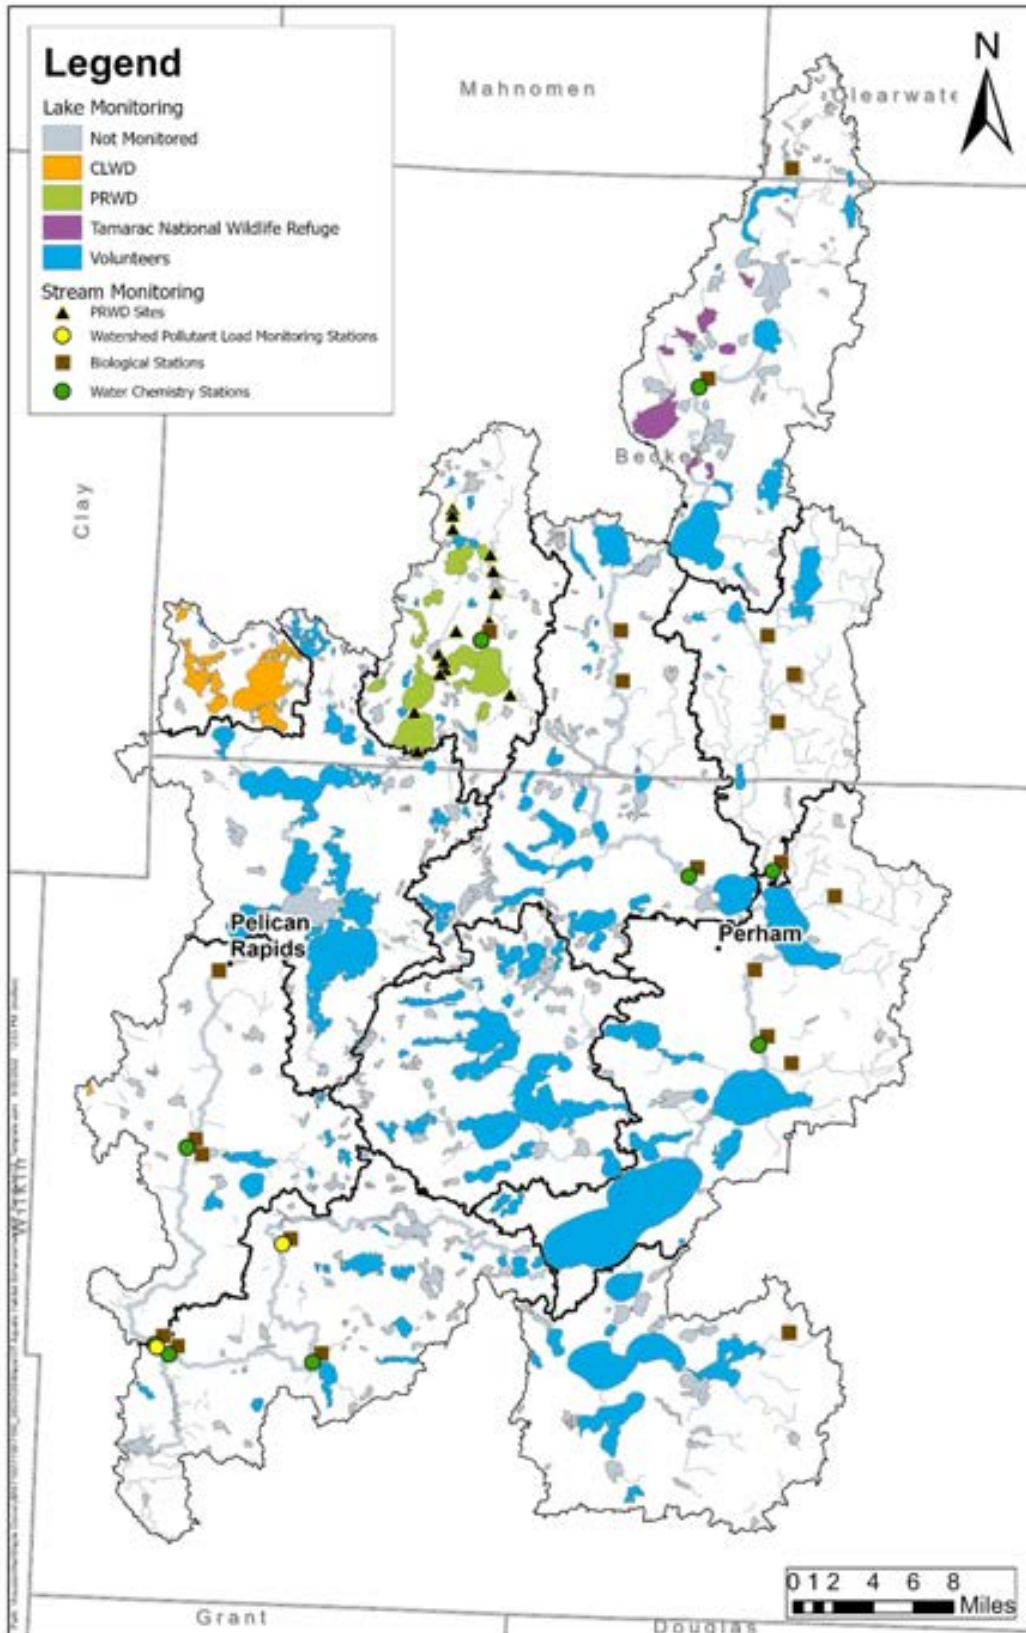 Legend
Lake Monitoring
Not Monitored
CLWD
PRWD
Tamarac National Wildlife Refuge
Volunteers
Stream Monitoring
PRWD Sites
Watershed Pollutant Load Monitoring Stations
Biological Stations
Water Chemistry Stations
Mahnomen
Clearwate
N
Clay
Becke
Pelican
Rapids
Perham
0 1 2 4 6 8
Miles
Grant
Douglas